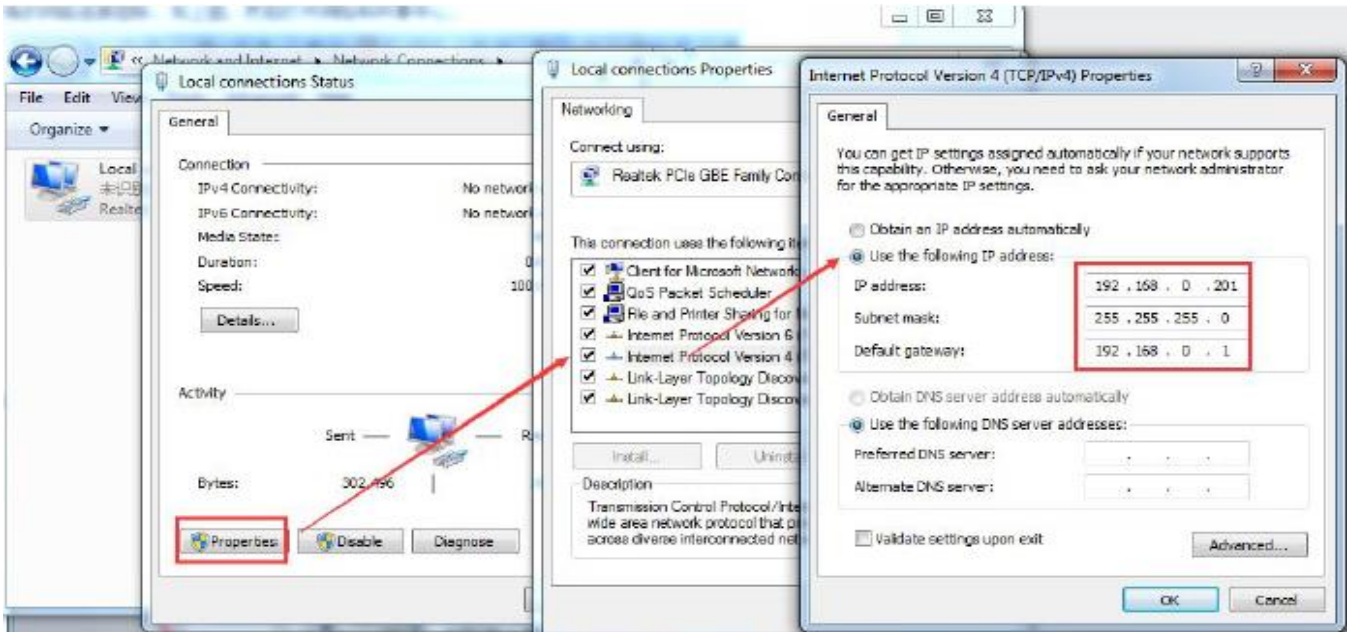 « Network and Internet ▸ Network Connections ▸
File Edit View
Organize ▼
Local
未识
Realte
Local connections Status
General
Connection
IPv4 Connectivity: No network
IPv6 Connectivity: No network
Media State:
Duration: 0
Speed: 100
Details...
Activity
Sent — — R
Bytes: 302,496
Properties Disable Diagnose
Local connections Properties
Networking
Connect using:
Realtek PCIe GBE Family Con
This connection uses the following ite
Client for Microsoft Network
QoS Packet Scheduler
File and Printer Sharing for M
Internet Protocol Version 6
Internet Protocol Version 4
Link-Layer Topology Discov
Link-Layer Topology Discov
Install... Uninsta
Description
Transmission Control Protocol/Inte
wide area network protocol that p
across diverse interconnected net
Internet Protocol Version 4 (TCP/IPv4) Properties
General
You can get IP settings assigned automatically if your network supports
this capability. Otherwise, you need to ask your network administrator
for the appropriate IP settings.
Obtain an IP address automatically
Use the following IP address:
IP address: 192 . 168 . 0 . 201
Subnet mask: 255 . 255 . 255 . 0
Default gateway: 192 . 168 . 0 . 1
Obtain DNS server address automatically
Use the following DNS server addresses:
Preferred DNS server: . . .
Alternate DNS server: . . .
Validate settings upon exit
Advanced...
OK Cancel